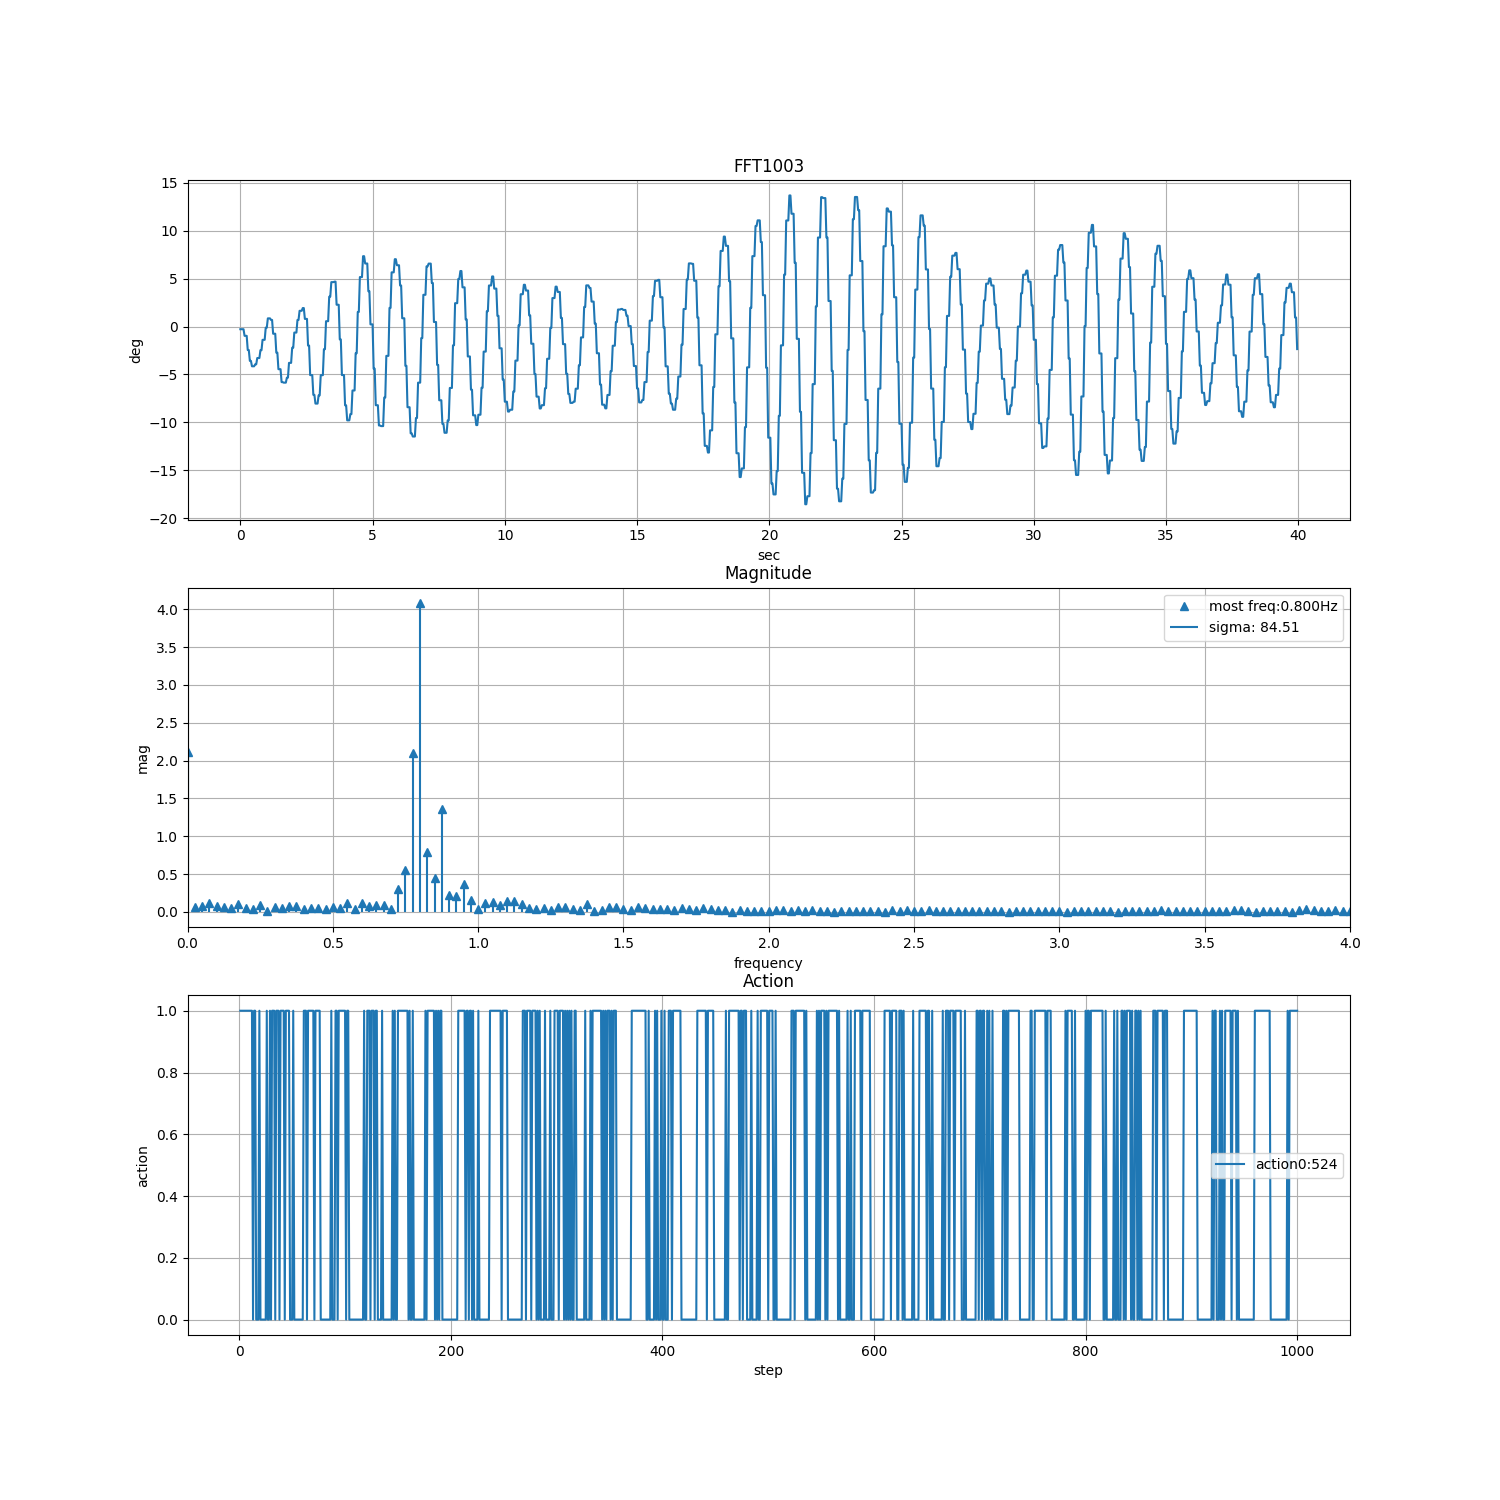 FFT1003
15
10
5
0
−5
−10
−15
−20
deg
0 5 10 15 20 25 30 35 40
sec
Magnitude
4.0
3.5
3.0
2.5
2.0
1.5
1.0
0.5
0.0
mag
most freq:0.800Hz
sigma: 84.51
0.0 0.5 1.0 1.5 2.0 2.5 3.0 3.5 4.0
frequency
Action
1.0
0.8
0.6
0.4
0.2
0.0
action
action0:524
0 200 400 600 800 1000
step